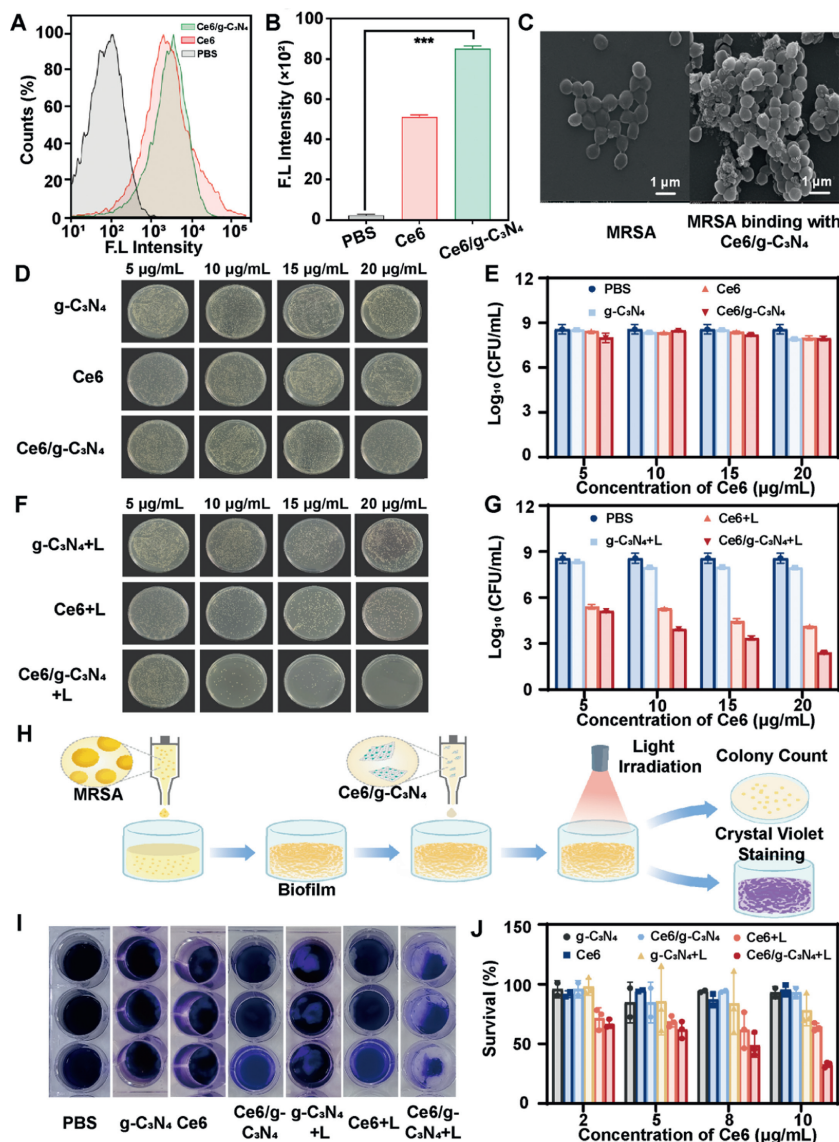 A
Counts (%)
100
80
60
40
20
0
Ce6/g-C₃N₄
Ce6
PBS
10¹ 10² 10³ 10⁴ 10⁵
F.L Intensity
B
F.L Intensity (×10²)
100
80
60
40
20
0
***
PBS Ce6 Ce6/g-C₃N₄
C
1 µm
1 µm
MRSA
MRSA binding with
Ce6/g-C₃N₄
D
5 µg/mL 10 µg/mL 15 µg/mL 20 µg/mL
g-C₃N₄
Ce6
Ce6/g-C₃N₄
E
Log₁₀ (CFU/mL)
12
9
6
3
0
PBS
Ce6
g-C₃N₄
Ce6/g-C₃N₄
5 10 15 20
Concentration of Ce6 (µg/mL)
F
5 µg/mL 10 µg/mL 15 µg/mL 20 µg/mL
g-C₃N₄+L
Ce6+L
Ce6/g-C₃N₄
+L
G
Log₁₀ (CFU/mL)
12
9
6
3
0
PBS
Ce6+L
g-C₃N₄+L
Ce6/g-C₃N₄+L
5 10 15 20
Concentration of Ce6 (µg/mL)
H
MRSA
Biofilm
Ce6/g-C₃N₄
Light
Irradiation
Colony Count
Crystal Violet
Staining
I
PBS
g-C₃N₄
Ce6
Ce6/g-
C₃N₄
g-C₃N₄
+L
Ce6+L
Ce6/g-
C₃N₄+L
J
Survival (%)
150
100
50
0
g-C₃N₄
Ce6/g-C₃N₄
Ce6+L
Ce6
g-C₃N₄+L
Ce6/g-C₃N₄+L
2 5 8 10
Concentration of Ce6 (µg/mL)